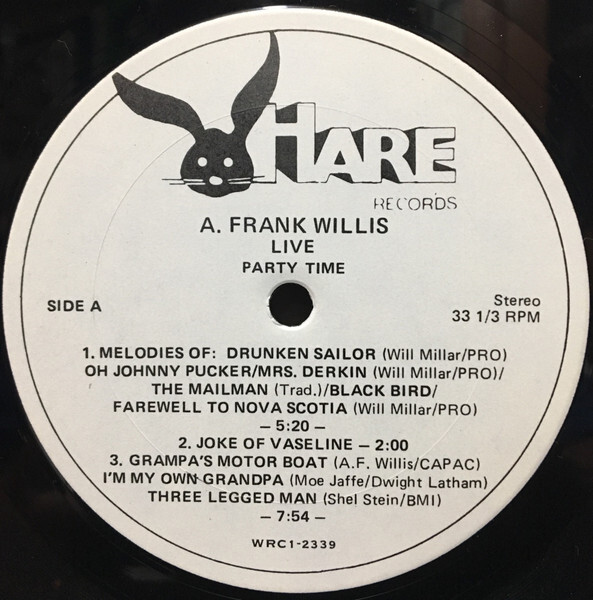 HARE
RECORDS
A. FRANK WILLIS
LIVE
PARTY TIME
SIDE A
Stereo
33 1/3 RPM
1. MELODIES OF: DRUNKEN SAILOR (Will Millar/PRO)
OH JOHNNY PUCKER/MRS. DERKIN (Will Millar/PRO)/
THE MAILMAN (Trad.)/BLACK BIRD/
FAREWELL TO NOVA SCOTIA (Will Millar/PRO)
– 5:20 –
2. JOKE OF VASELINE – 2:00
3. GRAMPA'S MOTOR BOAT (A.F. Willis/CAPAC)
I'M MY OWN GRANDPA (Moe Jaffe/Dwight Latham)
THREE LEGGED MAN (Shel Stein/BMI)
– 7:54 –
WRC1-2339